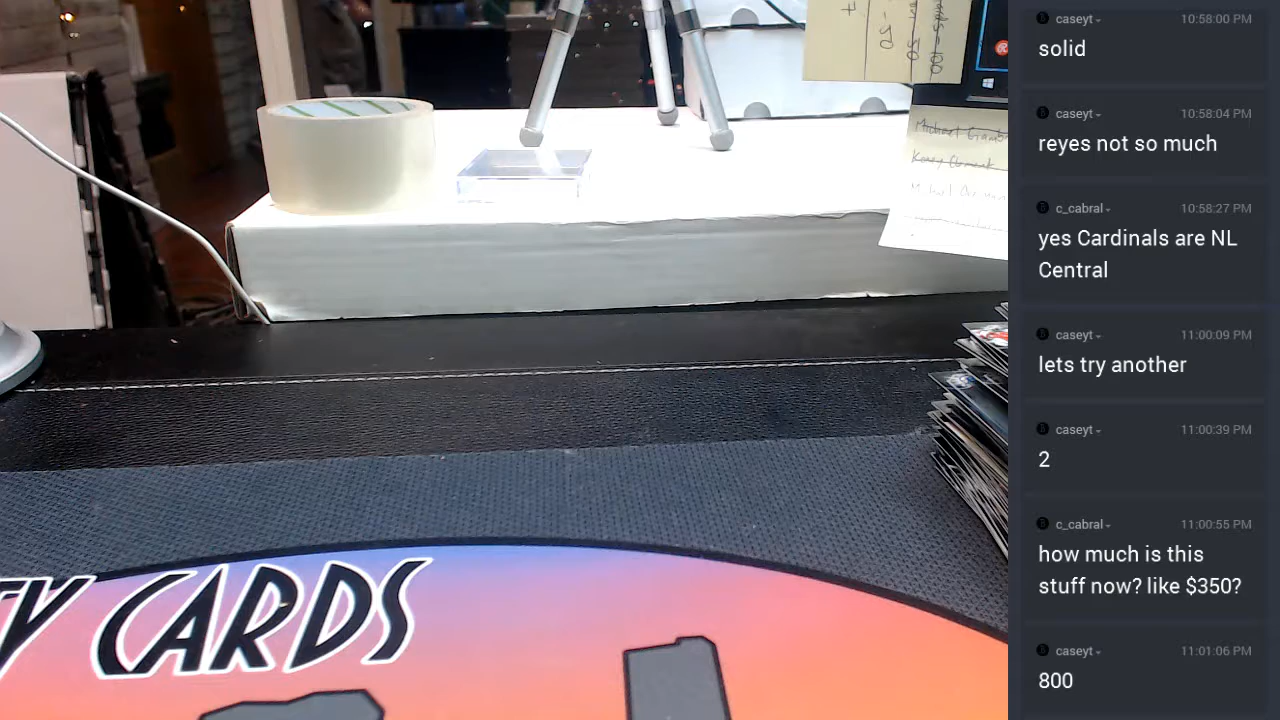 caseyt 10:58:00 PM
solid
caseyt 10:58:04 PM
reyes not so much
c_cabral 10:58:27 PM
yes Cardinals are NL
Central
caseyt 11:00:09 PM
lets try another
caseyt 11:00:39 PM
2
c_cabral 11:00:55 PM
how much is this
stuff now? like $350?
caseyt 11:01:06 PM
800
Michael
TY CARDS